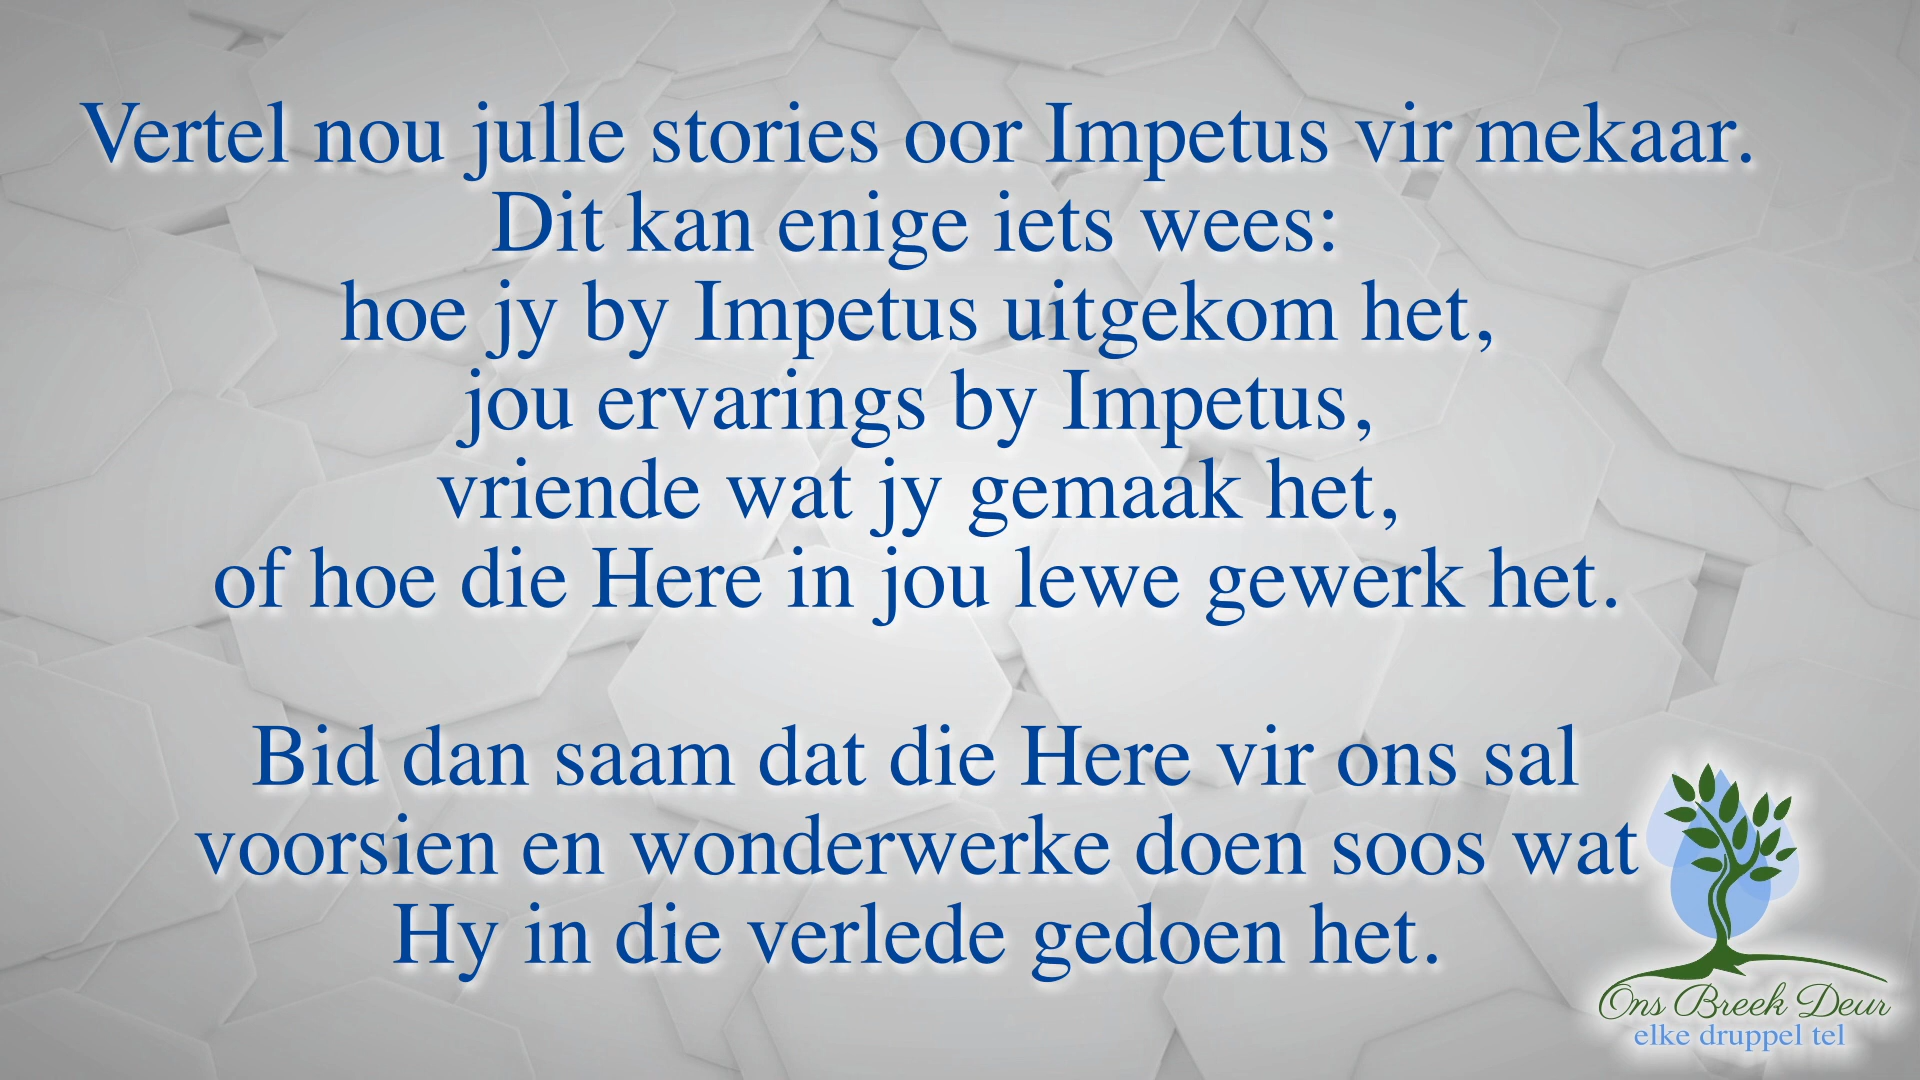 Vertel nou julle stories oor Impetus vir mekaar.
Dit kan enige iets wees:
hoe jy by Impetus uitgekom het,
jou ervarings by Impetus,
vriende wat jy gemaak het,
of hoe die Here in jou lewe gewerk het.
Bid dan saam dat die Here vir ons sal
voorsien en wonderwerke doen soos wat
Hy in die verlede gedoen het.
Ons Breek Deur
elke druppel tel